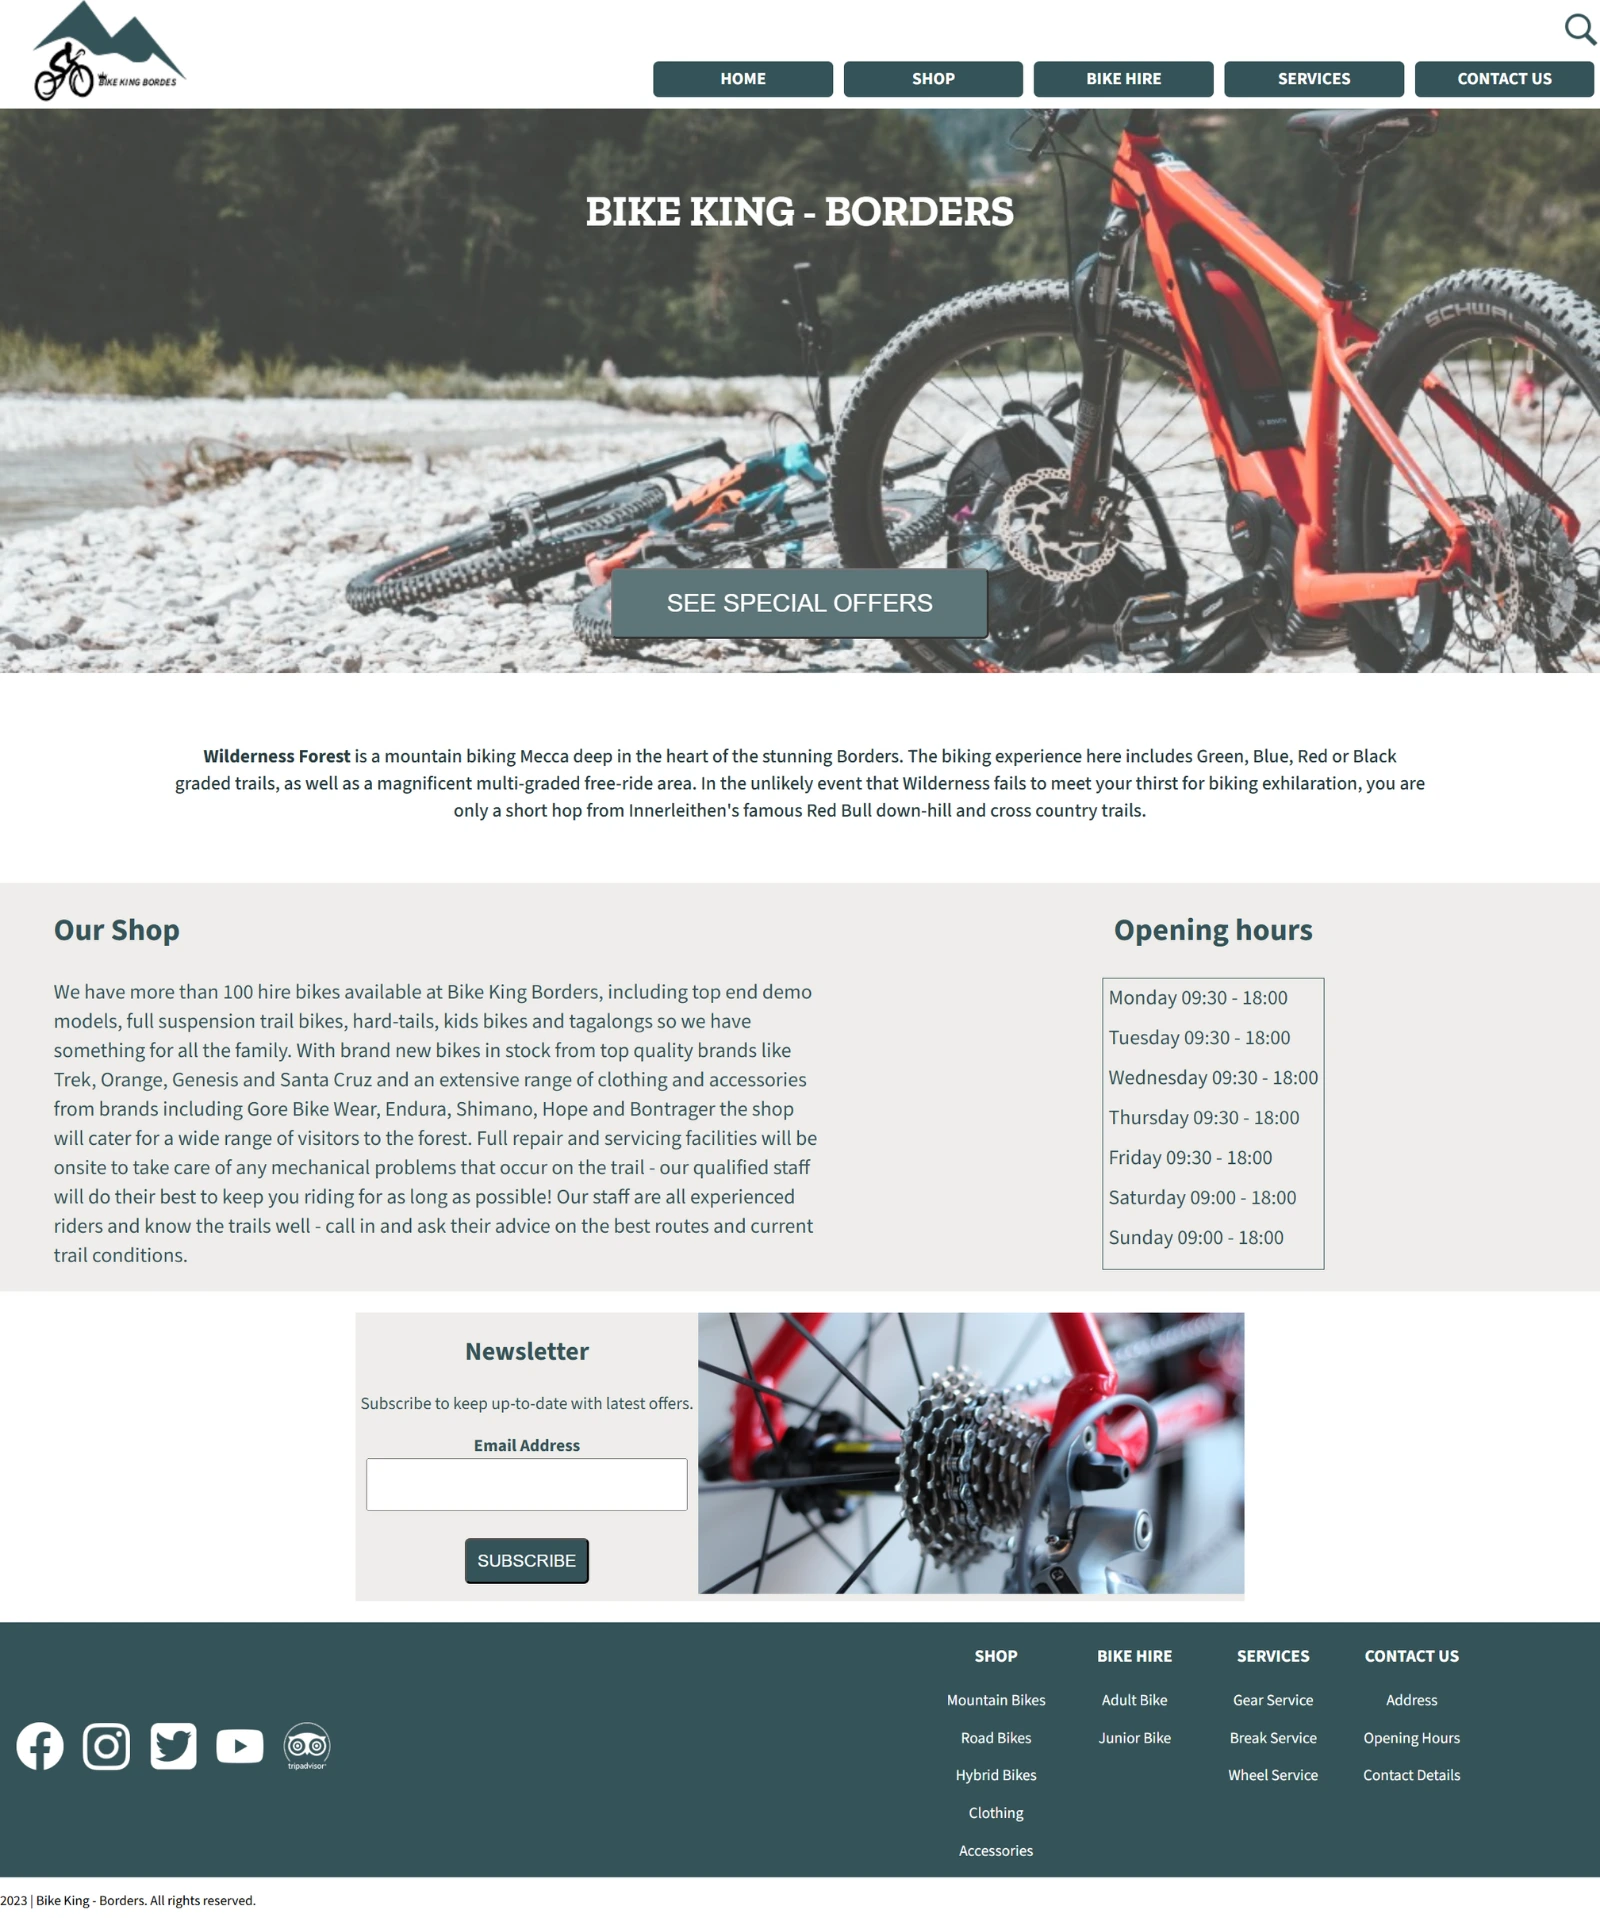 BIKE KING BORDES
HOME
SHOP
BIKE HIRE
SERVICES
CONTACT US
BIKE KING - BORDERS
SCHWALBE
BOSCH
SEE SPECIAL OFFERS
Wilderness Forest is a mountain biking Mecca deep in the heart of the stunning Borders. The biking experience here includes Green, Blue, Red or Black
graded trails, as well as a magnificent multi-graded free-ride area. In the unlikely event that Wilderness fails to meet your thirst for biking exhilaration, you are
only a short hop from Innerleithen's famous Red Bull down-hill and cross country trails.
Our Shop
We have more than 100 hire bikes available at Bike King Borders, including top end demo
models, full suspension trail bikes, hard-tails, kids bikes and tagalongs so we have
something for all the family. With brand new bikes in stock from top quality brands like
Trek, Orange, Genesis and Santa Cruz and an extensive range of clothing and accessories
from brands including Gore Bike Wear, Endura, Shimano, Hope and Bontrager the shop
will cater for a wide range of visitors to the forest. Full repair and servicing facilities will be
onsite to take care of any mechanical problems that occur on the trail - our qualified staff
will do their best to keep you riding for as long as possible! Our staff are all experienced
riders and know the trails well - call in and ask their advice on the best routes and current
trail conditions.
Opening hours
Monday 09:30 - 18:00
Tuesday 09:30 - 18:00
Wednesday 09:30 - 18:00
Thursday 09:30 - 18:00
Friday 09:30 - 18:00
Saturday 09:00 - 18:00
Sunday 09:00 - 18:00
Newsletter
Subscribe to keep up-to-date with latest offers.
Email Address
SUBSCRIBE
tripadvisor
SHOP
Mountain Bikes
Road Bikes
Hybrid Bikes
Clothing
Accessories
BIKE HIRE
Adult Bike
Junior Bike
SERVICES
Gear Service
Break Service
Wheel Service
CONTACT US
Address
Opening Hours
Contact Details
2023 | Bike King - Borders. All rights reserved.